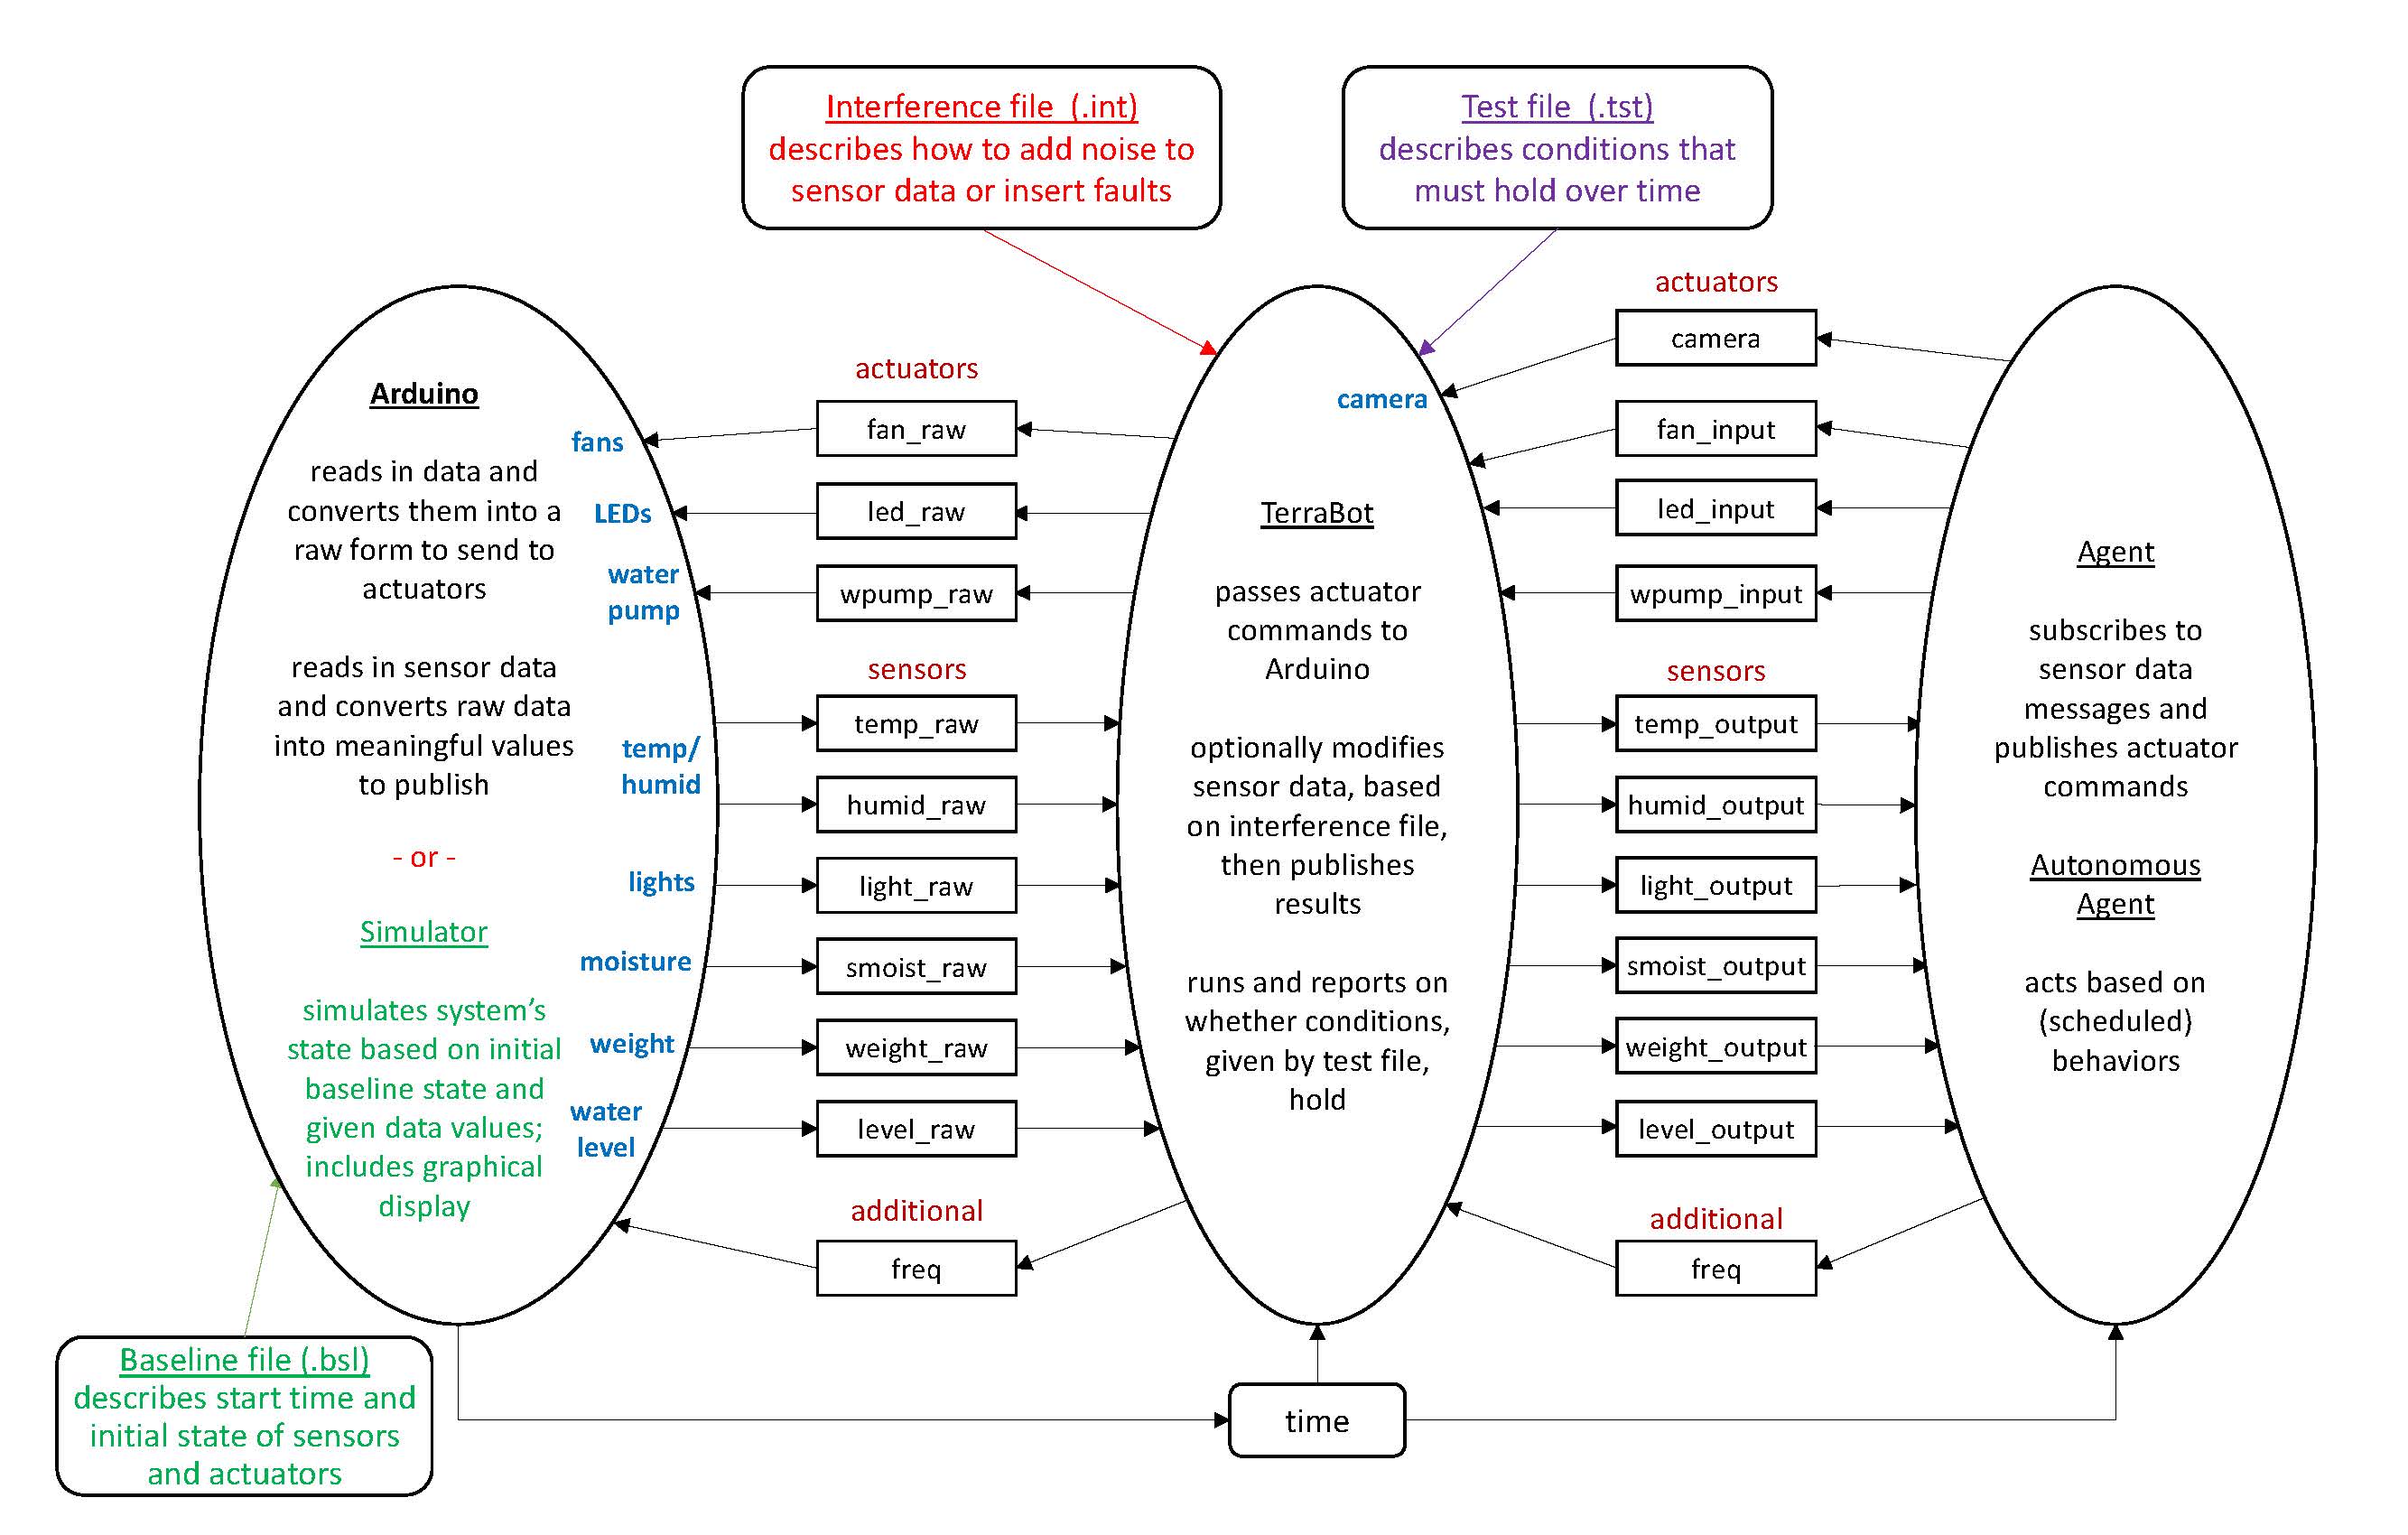 Interference file  (.int)
describes how to add noise to
sensor data or insert faults
Test file  (.tst)
describes conditions that
must hold over time
Arduino
reads in data and
converts them into a
raw form to send to
actuators
reads in sensor data
and converts raw data
into meaningful values
to publish
- or -
Simulator
simulates system’s
state based on initial
baseline state and
given data values;
includes graphical
display
fans
LEDs
water
pump
temp/
humid
lights
moisture
weight
water
level
actuators
fan_raw
led_raw
wpump_raw
sensors
temp_raw
humid_raw
light_raw
smoist_raw
weight_raw
level_raw
additional
freq
camera
TerraBot
passes actuator
commands to
Arduino
optionally modifies
sensor data, based
on interference file,
then publishes
results
runs and reports on
whether conditions,
given by test file,
hold
actuators
camera
fan_input
led_input
wpump_input
sensors
temp_output
humid_output
light_output
smoist_output
weight_output
level_output
additional
freq
Agent
subscribes to
sensor data
messages and
publishes actuator
commands
Autonomous
Agent
acts based on
(scheduled)
behaviors
Baseline file (.bsl)
describes start time and
initial state of sensors
and actuators
time